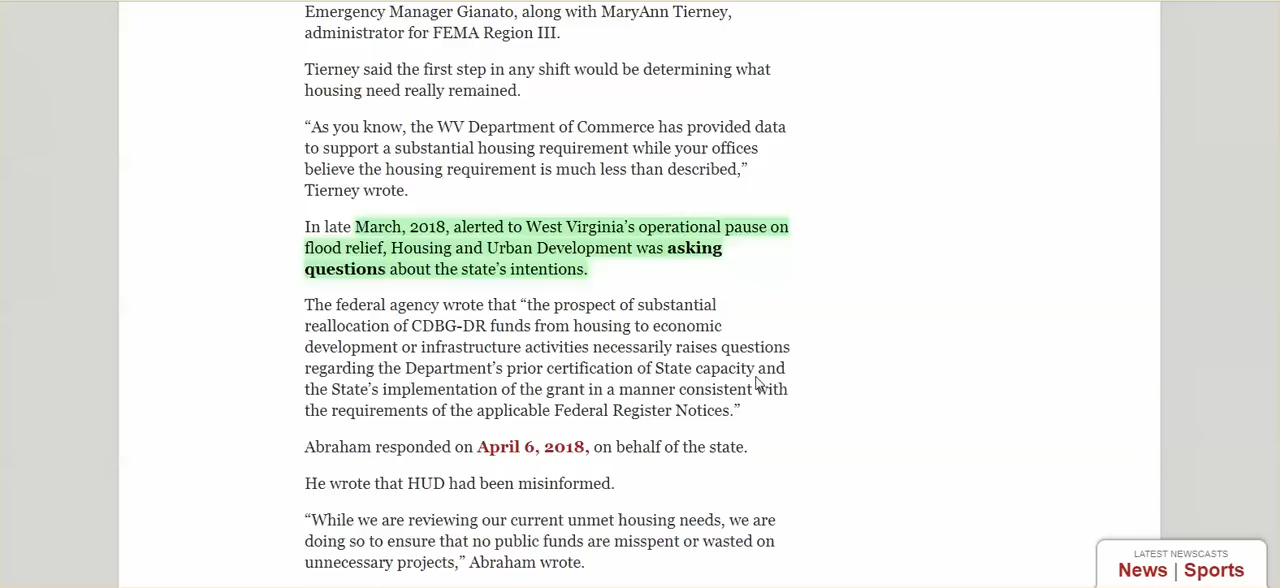 Emergency Manager Gianato, along with MaryAnn Tierney,
administrator for FEMA Region III.
Tierney said the first step in any shift would be determining what
housing need really remained.
“As you know, the WV Department of Commerce has provided data
to support a substantial housing requirement while your offices
believe the housing requirement is much less than described,”
Tierney wrote.
In late March, 2018, alerted to West Virginia’s operational pause on
flood relief, Housing and Urban Development was asking
questions about the state’s intentions.
The federal agency wrote that “the prospect of substantial
reallocation of CDBG-DR funds from housing to economic
development or infrastructure activities necessarily raises questions
regarding the Department’s prior certification of State capacity and
the State’s implementation of the grant in a manner consistent with
the requirements of the applicable Federal Register Notices.”
Abraham responded on April 6, 2018, on behalf of the state.
He wrote that HUD had been misinformed.
“While we are reviewing our current unmet housing needs, we are
doing so to ensure that no public funds are misspent or wasted on
unnecessary projects,” Abraham wrote.
LATEST NEWSCASTS
News | Sports